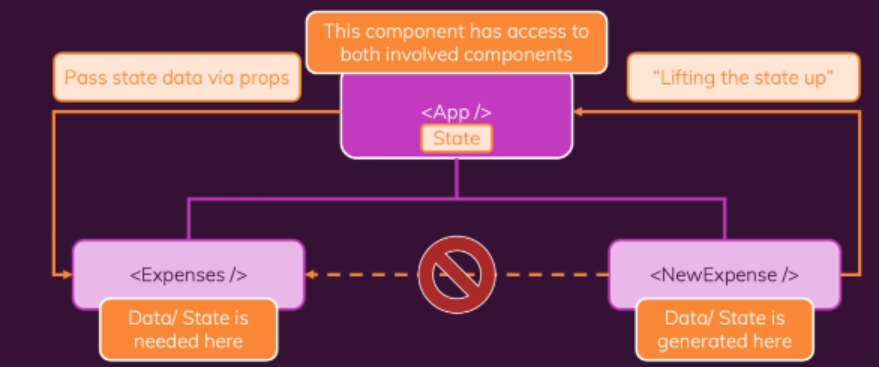 This component has access to
both involved components
Pass state data via props
“Lifting the state up”
<App />
State
<Expenses />
<NewExpense />
Data/ State is
needed here
Data/ State is
generated here